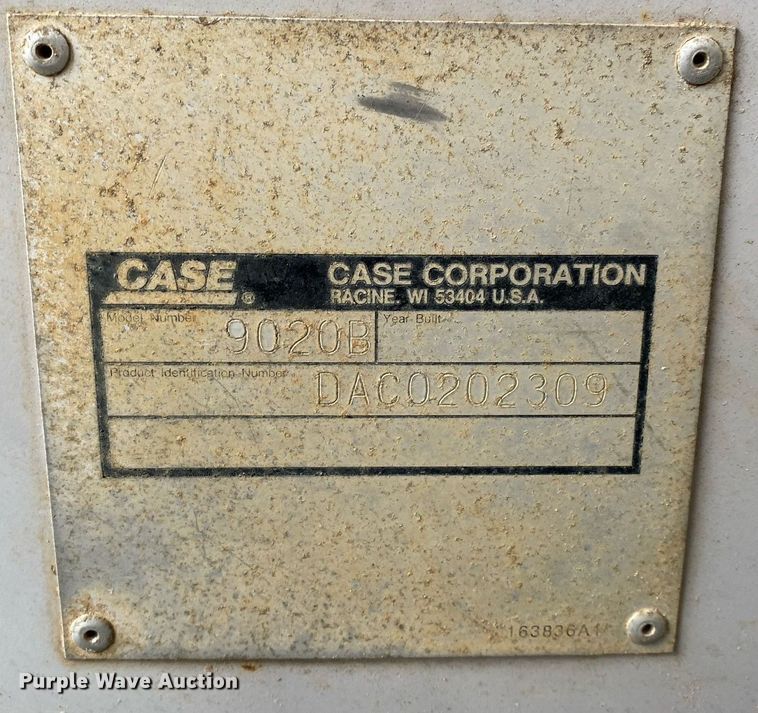 CASE®
CASE CORPORATION
RACINE, WI 53404 U.S.A.
Model Number 9020B Year Built
Product Identification Number DAC0202309
163836A1
Purple Wave Auction